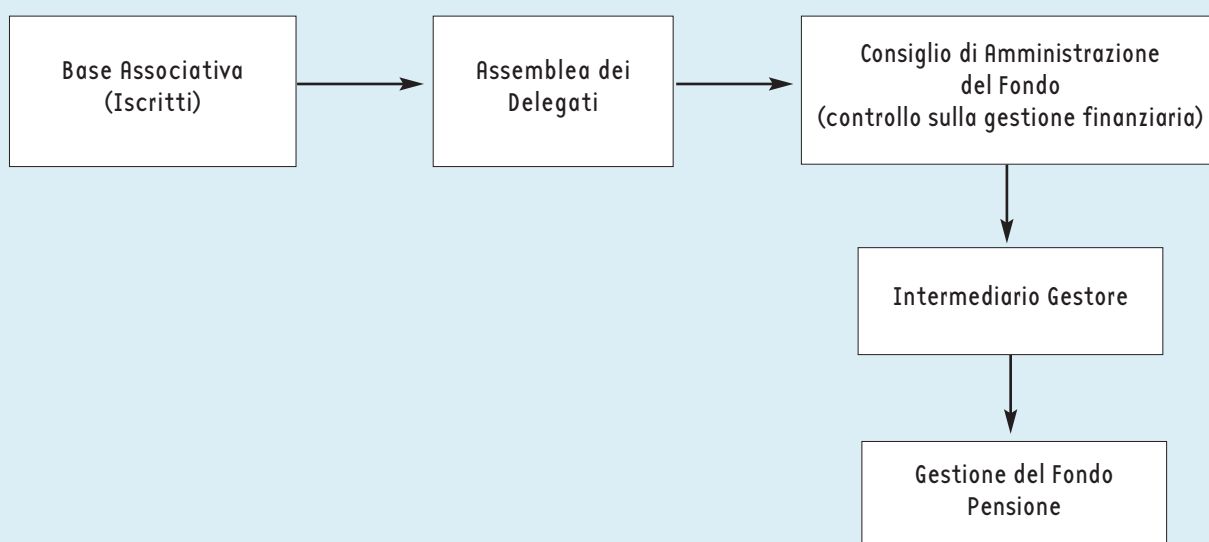 Base Associativa
(Iscritti)
Assemblea dei
Delegati
Consiglio di Amministrazione
del Fondo
(controllo sulla gestione finanziaria)
Intermediario Gestore
Gestione del Fondo
Pensione